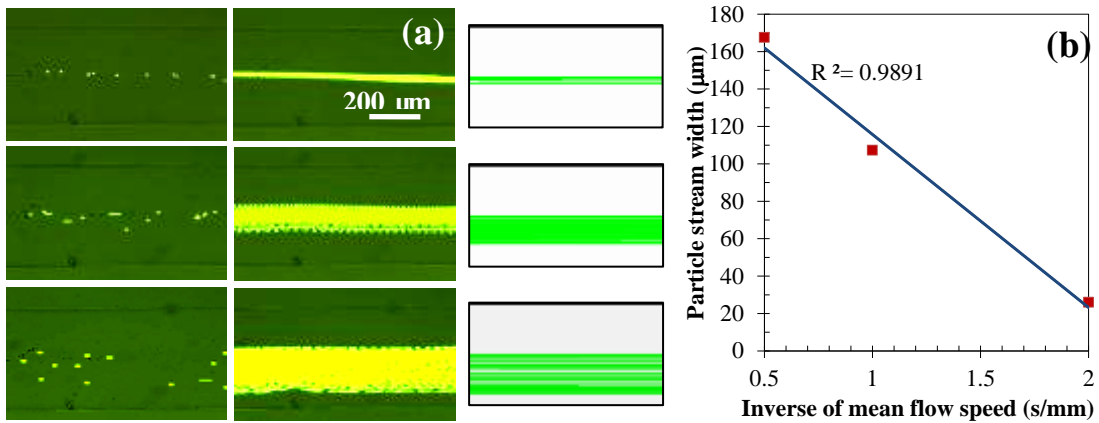 (a)
200 µm
(b)
R ²= 0.9891
Particle stream width (µm)
180
160
140
120
100
80
60
40
20
0
0.5
1
1.5
2
Inverse of mean flow speed (s/mm)